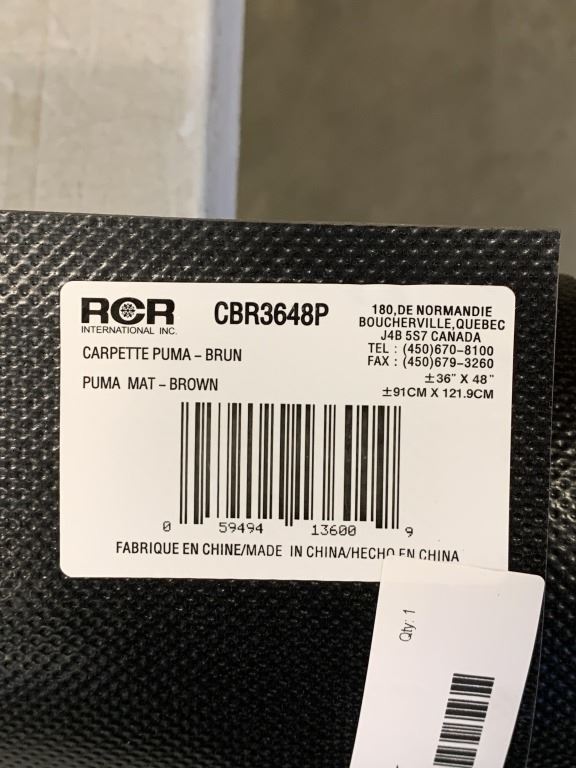 RCR
INTERNATIONAL INC.
CBR3648P
180,DE NORMANDIE
BOUCHERVILLE,QUEBEC
J4B 5S7 CANADA
TEL : (450)670-8100
FAX : (450)679-3260
±36" X 48"
±91CM X 121.9CM
CARPETTE PUMA – BRUN
PUMA MAT – BROWN
0 59494 13600 9
FABRIQUE EN CHINE/MADE IN CHINA/HECHO EN CHINA
Qty: 1